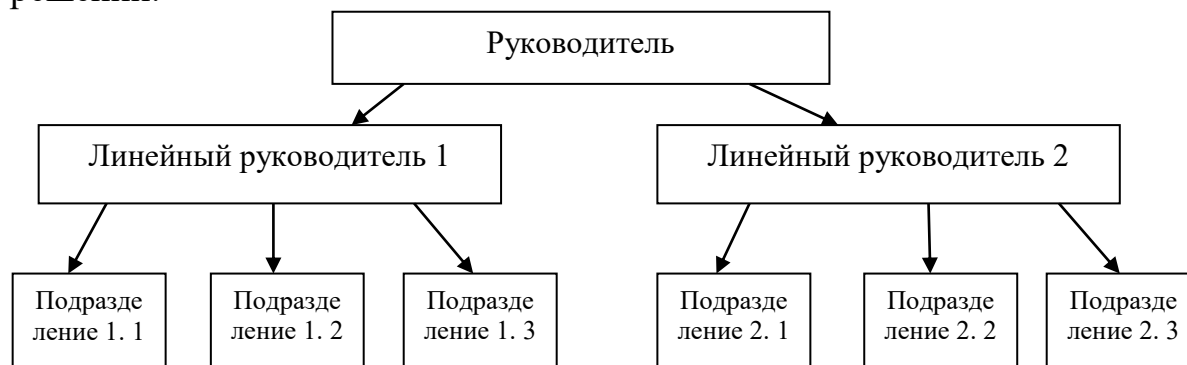 решений.
Руководитель
Линейный руководитель 1
Линейный руководитель 2
Подразде
ление 1. 1
Подразде
ление 1. 2
Подразде
ление 1. 3
Подразде
ление 2. 1
Подразде
ление 2. 2
Подразде
ление 2. 3